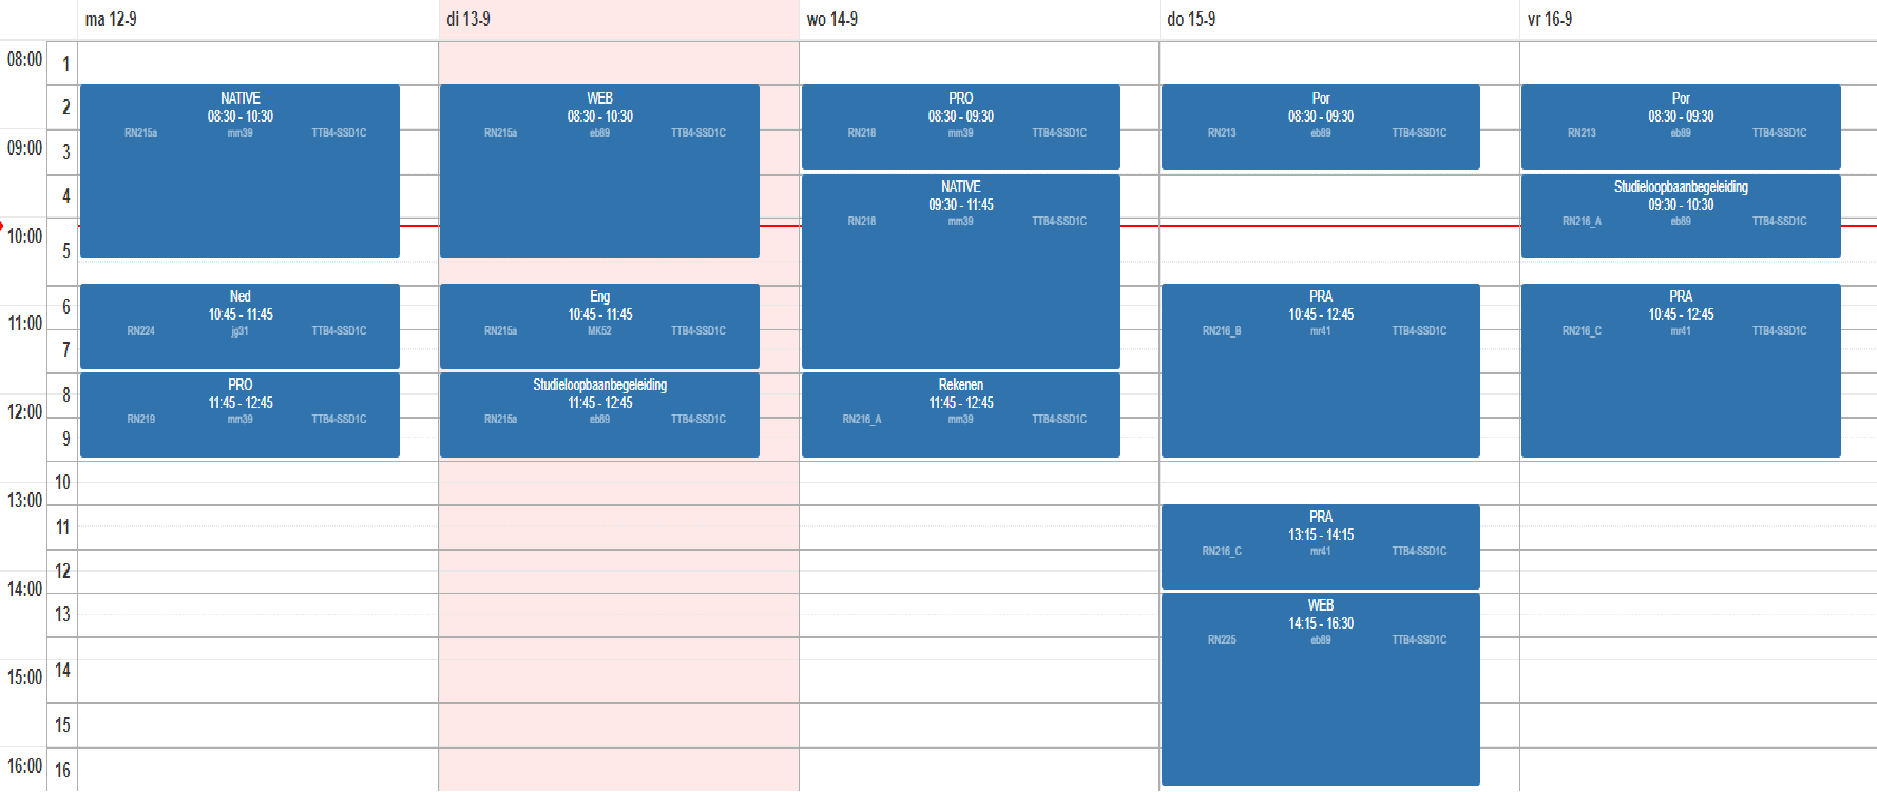 ma 12-9 di 13-9 wo 14-9 do 15-9 vr 16-9
08:00
09:00
10:00
11:00
12:00
13:00
14:00
15:00
16:00
1
2
3
4
5
6
7
8
9
10
11
12
13
14
15
16
NATIVE
08:30 - 10:30
RN215a mm39 TTB4-SSD1C
Ned
10:45 - 11:45
RN224 jg31 TTB4-SSD1C
PRO
11:45 - 12:45
RN219 mm39 TTB4-SSD1C
WEB
08:30 - 10:30
RN215a eb89 TTB4-SSD1C
Eng
10:45 - 11:45
RN215a MK52 TTB4-SSD1C
Studieloopbaanbegeleiding
11:45 - 12:45
RN215a eb89 TTB4-SSD1C
PRO
08:30 - 09:30
RN218 mm39 TTB4-SSD1C
NATIVE
09:30 - 11:45
RN218 mm39 TTB4-SSD1C
Rekenen
11:45 - 12:45
RN216_A mm39 TTB4-SSD1C
Por
08:30 - 09:30
RN213 eb89 TTB4-SSD1C
PRA
10:45 - 12:45
RN216_B mr41 TTB4-SSD1C
PRA
13:15 - 14:15
RN216_C mr41 TTB4-SSD1C
WEB
14:15 - 16:30
RN225 eb89 TTB4-SSD1C
Por
08:30 - 09:30
RN213 eb89 TTB4-SSD1C
Studieloopbaanbegeleiding
09:30 - 10:30
RN216_A eb89 TTB4-SSD1C
PRA
10:45 - 12:45
RN216_C mr41 TTB4-SSD1C